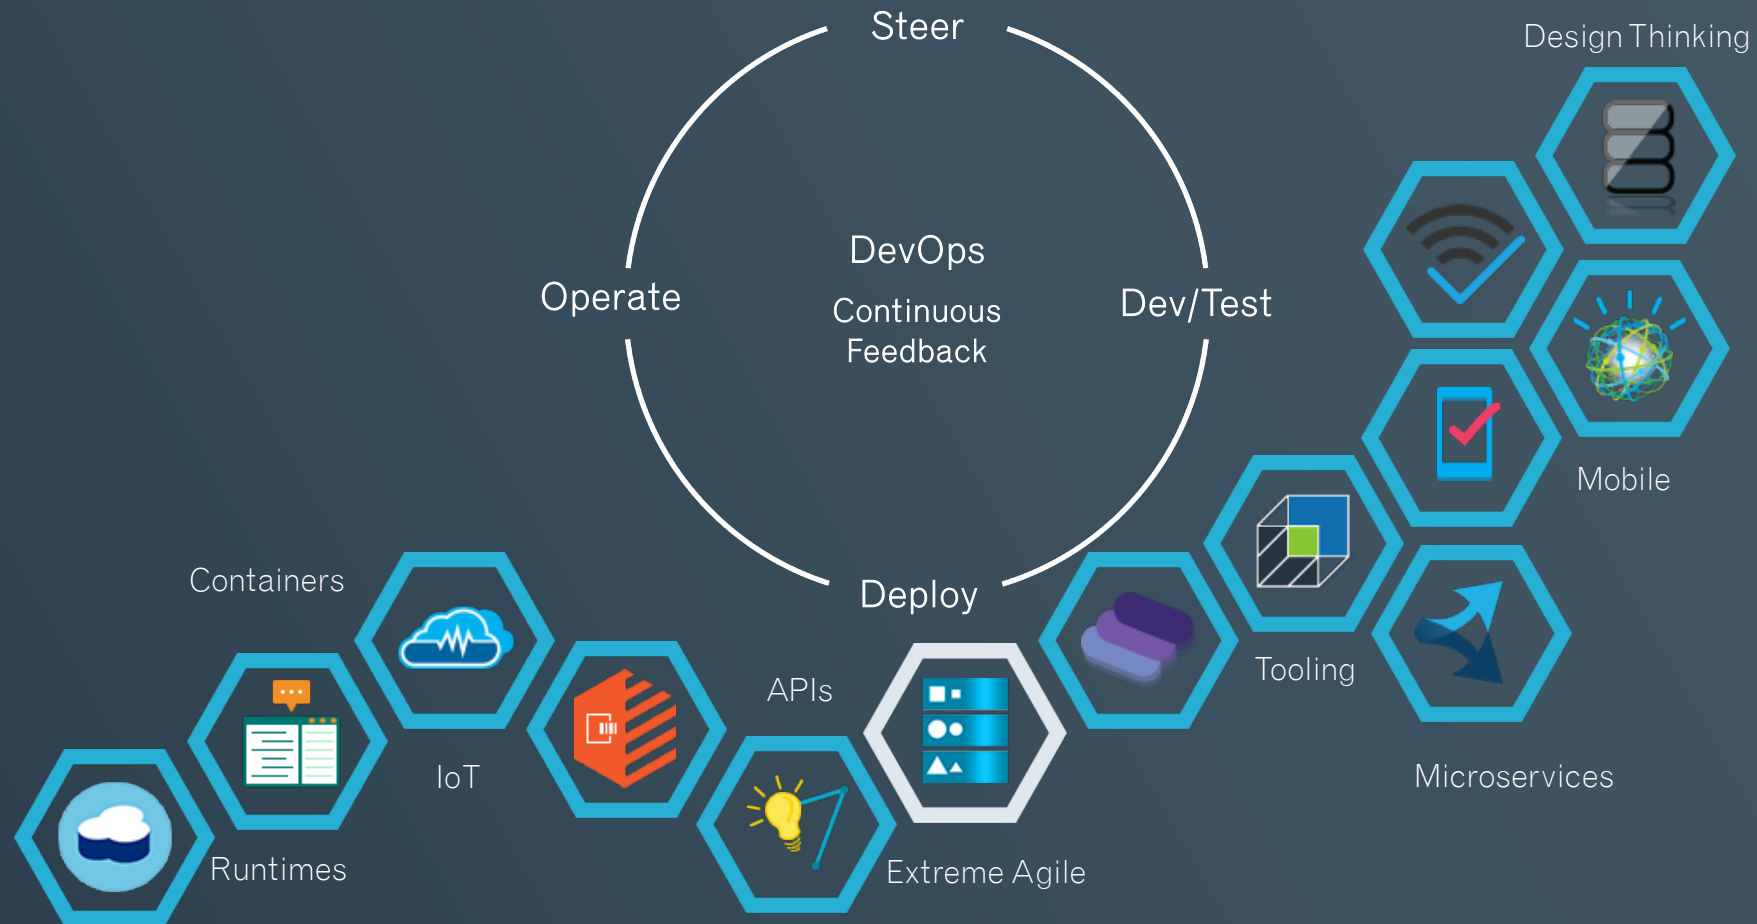 Steer
Design Thinking
DevOps
Operate
Continuous
Feedback
Dev/Test
Mobile
Containers
Deploy
Tooling
APIs
IoT
Microservices
Runtimes
Extreme Agile